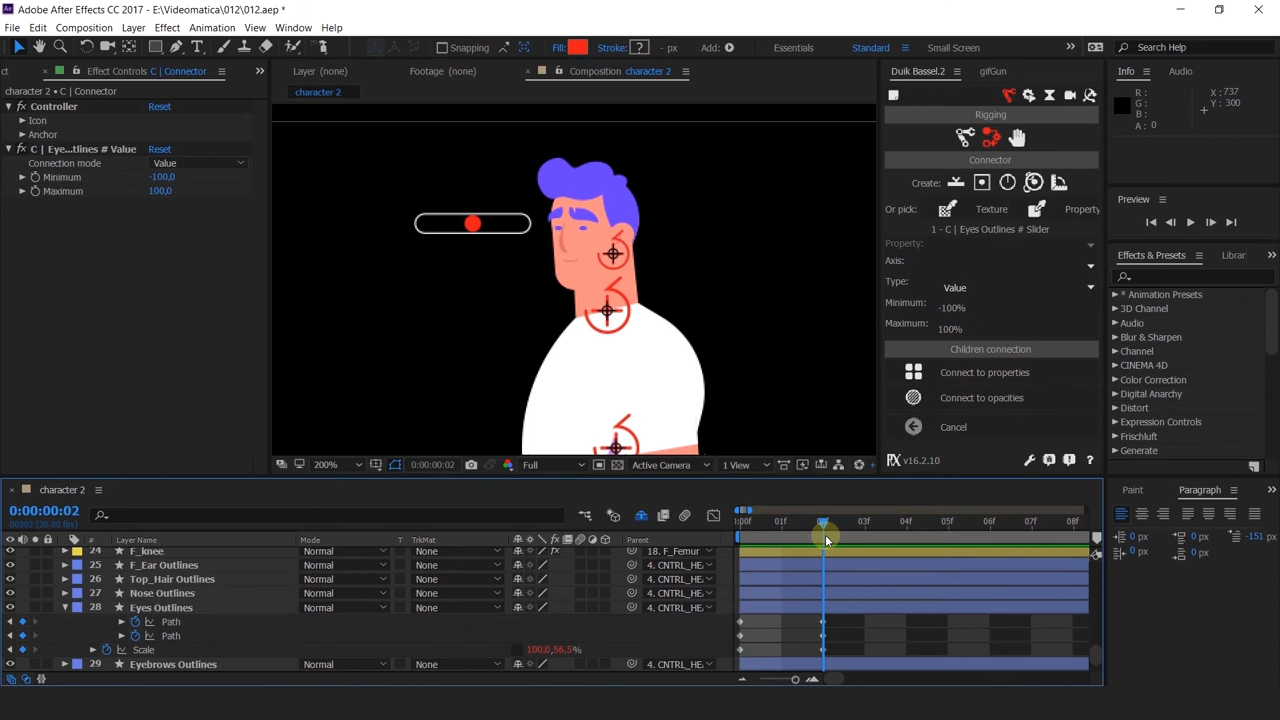 Adobe After Effects CC 2017 - E:\Videomatica\012\012.aep *
File Edit Composition Layer Effect Animation View Window Help
Snapping Fill: Stroke: ? - px Add: Essentials Standard Small Screen Search Help
ct Effect Controls C | Connector
character 2 • C | Connector
Controller Reset
Icon
Anchor
C | Eye...tlines # Value Reset
Connection mode Value
Minimum -100,0
Maximum 100,0
Layer (none) Footage (none) Composition character 2
character 2
200% 0:00:00:02 Full Active Camera 1 View
Duik Bassel.2 gifGun
Rigging
Connector
Create:
Or pick: Texture Property
1 - C | Eyes Outlines # Slider
Property:
Axis:
Type: Value
Minimum: -100%
Maximum: 100%
Children connection
Connect to properties
Connect to opacities
Cancel
v16.2.10
Info Audio
R: X: 737
G: Y: 300
B:
A: 0
Preview
Effects & Presets Librar
* Animation Presets
3D Channel
Audio
Blur & Sharpen
Channel
CINEMA 4D
Color Correction
Digital Anarchy
Distort
Expression Controls
Frischluft
Generate
Paint Paragraph
0 px 0 px -151 px
0 px 0 px
character 2
0:00:00:02
00002 (30.00 fps)
:00f 01f 03f 04f 05f 06f 07f 08f
# Layer Name Mode T TrkMat Parent
24 F_knee Normal None 18. F_Femur
25 F_Ear Outlines Normal None 4. CNTRL_HE
26 Top_Hair Outlines Normal None 4. CNTRL_HE
27 Nose Outlines Normal None 4. CNTRL_HE
28 Eyes Outlines Normal None 4. CNTRL_HE
Path
Path
Scale 100,0,56,5%
29 Eyebrows Outlines Normal None 4. CNTRL_HE